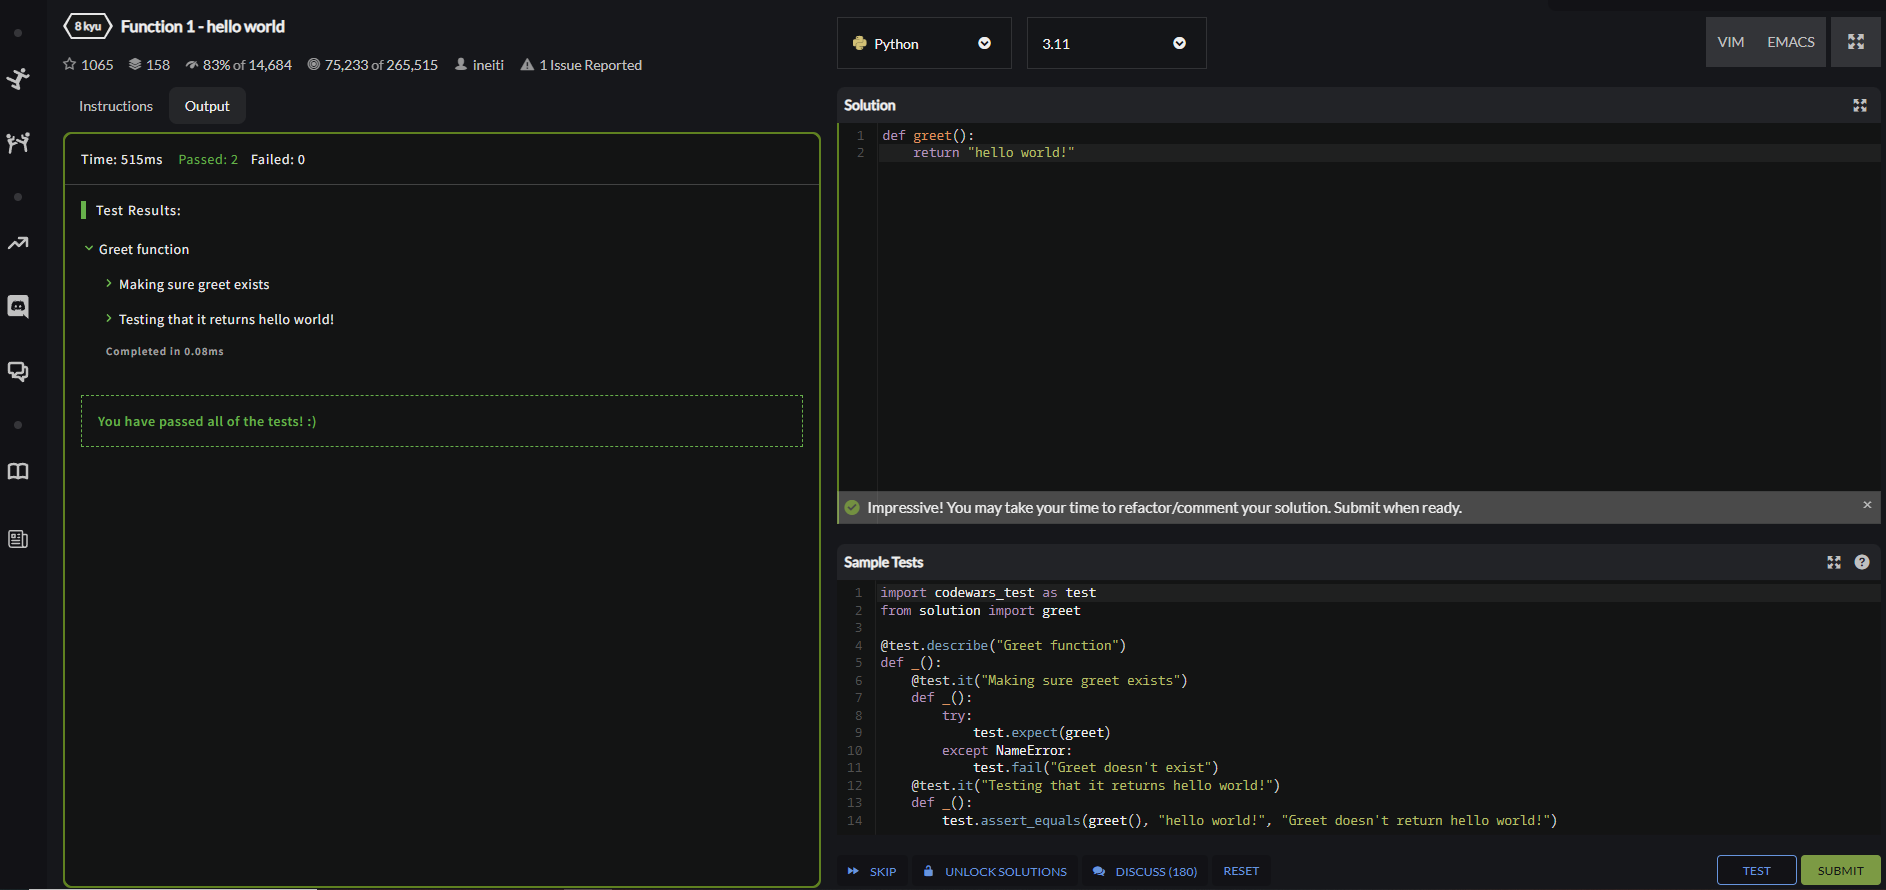 8 kyu Function 1 - hello world
1065 158 83% of 14,684 75,233 of 265,515 ineiti 1 Issue Reported
Instructions Output
Time: 515ms Passed: 2 Failed: 0
Test Results:
Greet function
Making sure greet exists
Testing that it returns hello world!
Completed in 0.08ms
You have passed all of the tests! :)
Python 3.11 VIM EMACS
Solution
1 def greet():
2     return "hello world!"
Impressive! You may take your time to refactor/comment your solution. Submit when ready.
Sample Tests
1 import codewars_test as test
2 from solution import greet
3
4 @test.describe("Greet function")
5 def _():
6     @test.it("Making sure greet exists")
7     def _():
8         try:
9             test.expect(greet)
10         except NameError:
11             test.fail("Greet doesn't exist")
12     @test.it("Testing that it returns hello world!")
13     def _():
14         test.assert_equals(greet(), "hello world!", "Greet doesn't return hello world!")
SKIP UNLOCK SOLUTIONS DISCUSS (180) RESET TEST SUBMIT